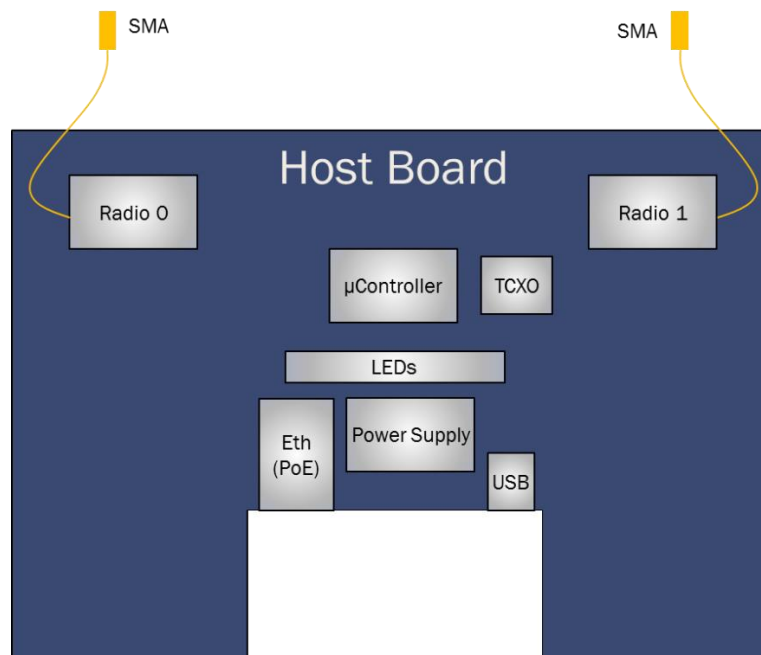 SMA
SMA
Host Board
Radio 0
Radio 1
µController
TCXO
LEDs
Eth
(PoE)
Power Supply
USB